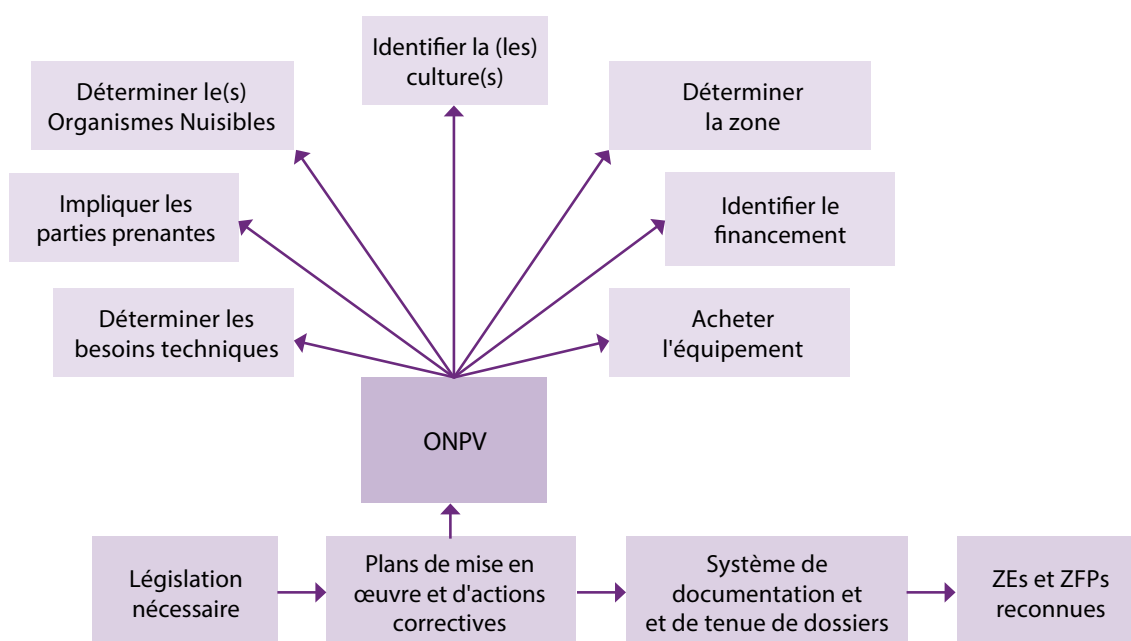 Identifier la (les)
culture(s)
Déterminer le(s)
Organismes Nuisibles
Déterminer
la zone
Impliquer les
parties prenantes
Identifier le
financement
Déterminer les
besoins techniques
Acheter
l'équipement
ONPV
Législation
nécessaire
Plans de mise en
œuvre et d'actions
correctives
Système de
documentation et
et de tenue de dossiers
ZEs et ZFPs
reconnues